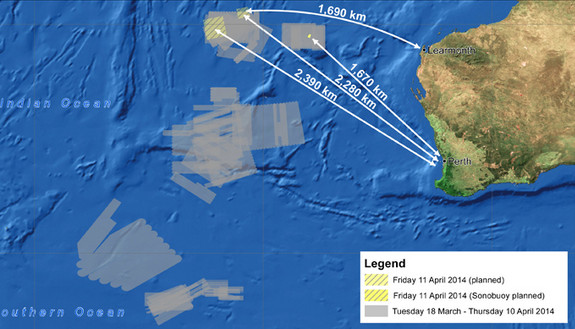 1,690 km
Learmonth
1,670 km
2,280 km
2,390 km
Indian Ocean
Perth
Southern Ocean
Legend
Friday 11 April 2014 (planned)
Friday 11 April 2014 (Sonobuoy planned)
Tuesday 18 March - Thursday 10 April 2014